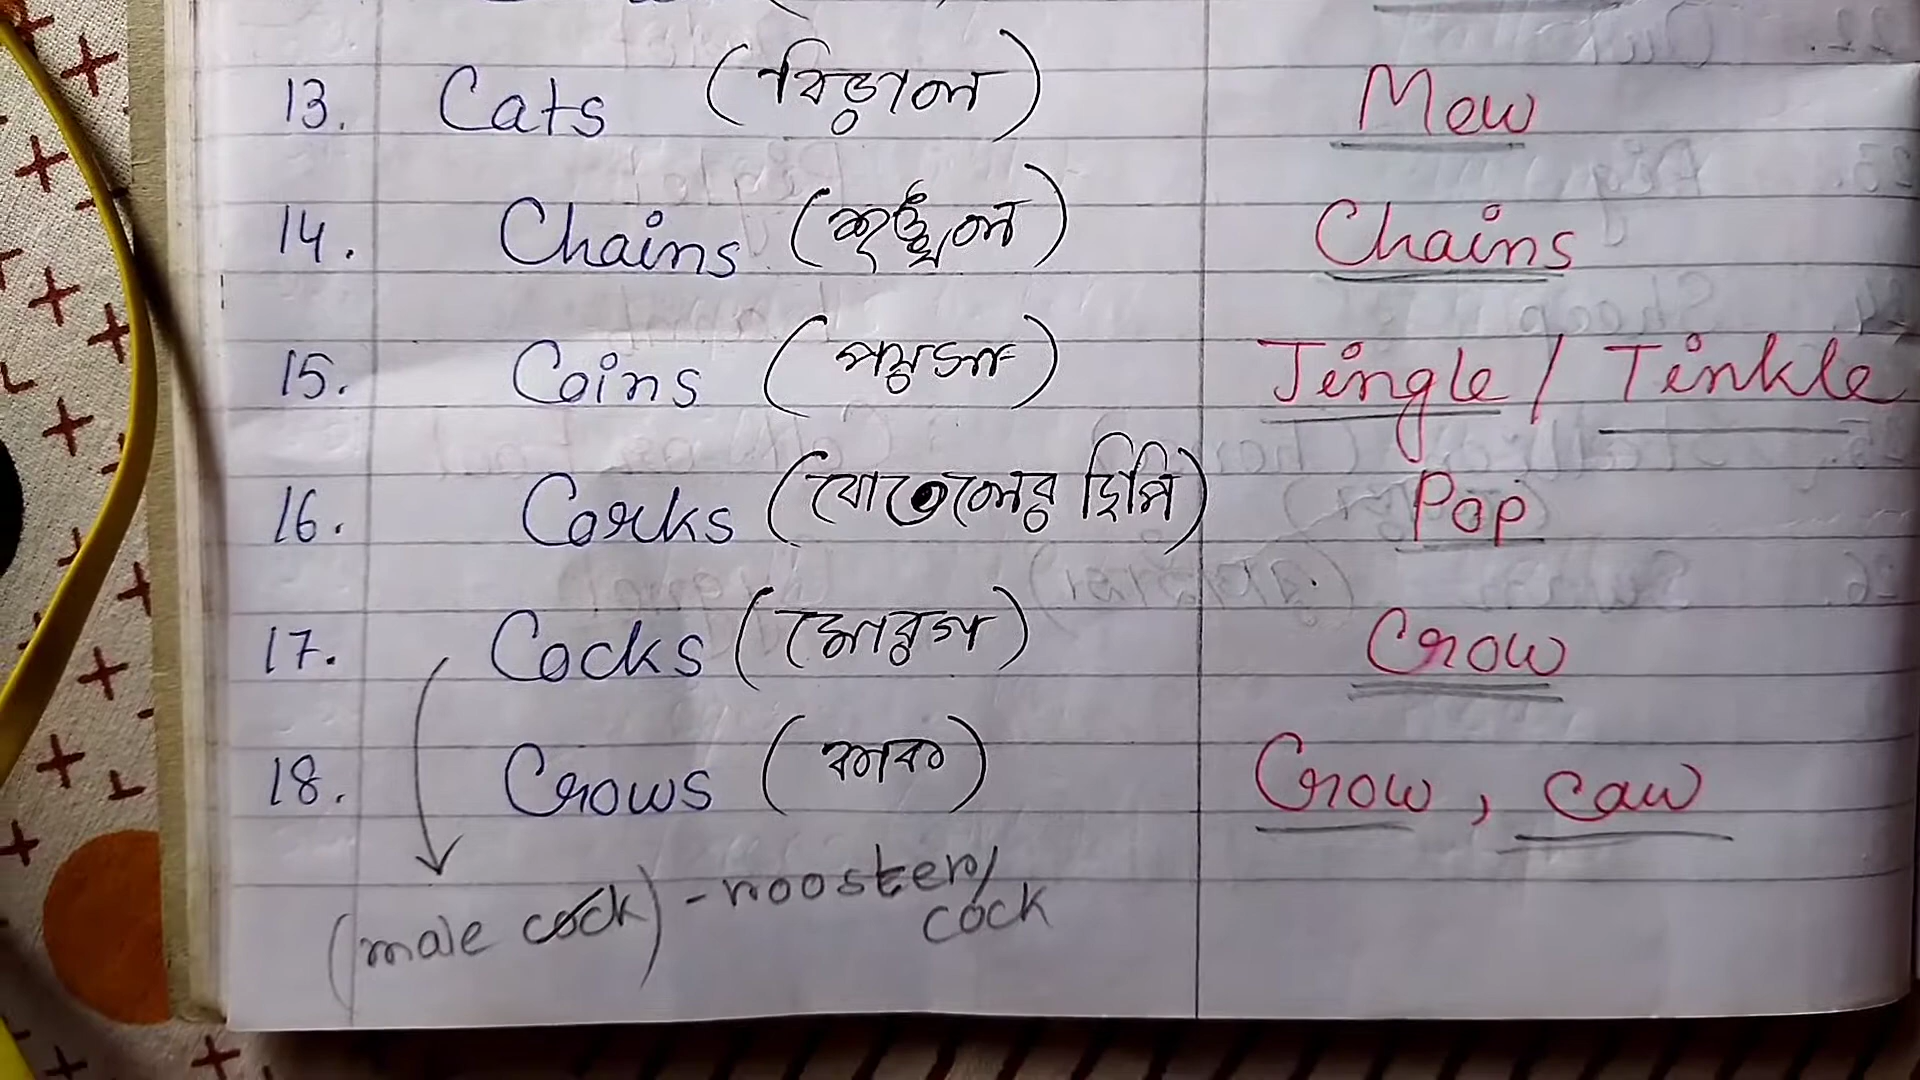 13. Cats (বিড়াল) Mew
14. Chains (শৃঙ্খল) Chains
15. Coins (পয়সা) Jingle / Tinkle
16. Corks (বোতলের ছিপি) Pop
17. Cocks (মোরগ) Crow
18. Crows (কাক) Crow, caw
(male cock) - rooster/
cock